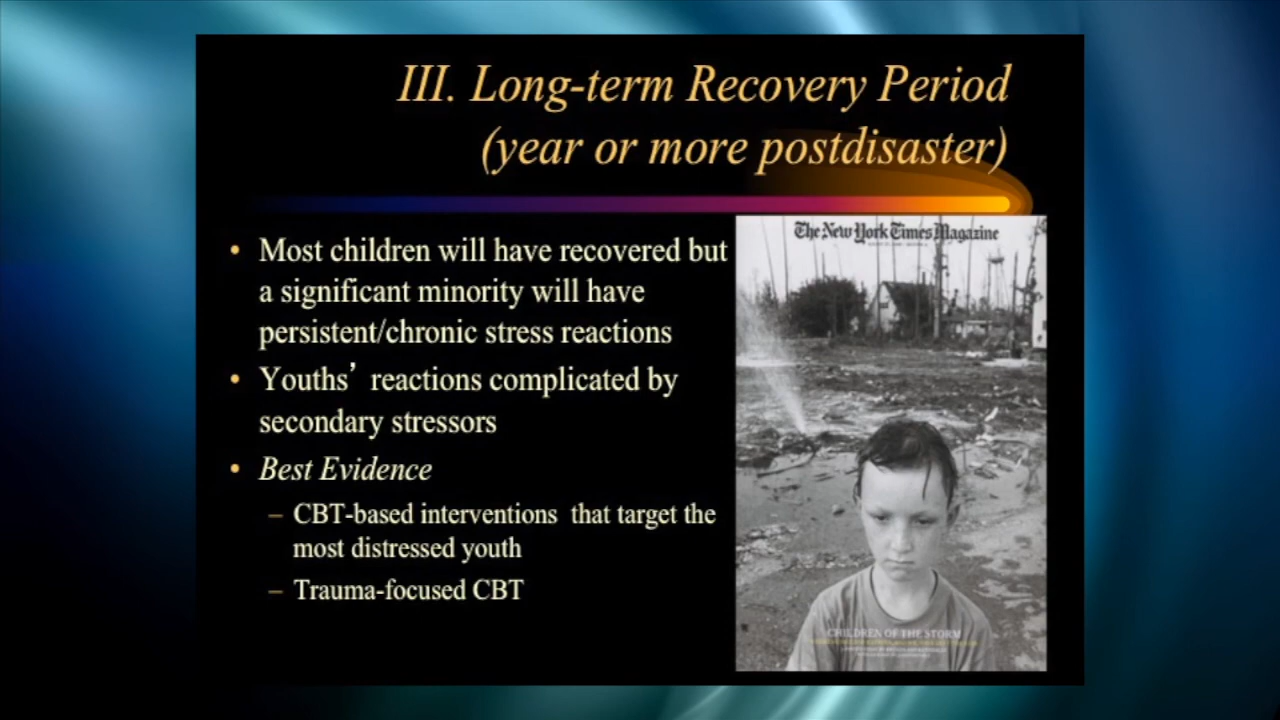 III. Long-term Recovery Period
(year or more postdisaster)
• Most children will have recovered but
a significant minority will have
persistent/chronic stress reactions
• Youths’ reactions complicated by
secondary stressors
• Best Evidence
– CBT-based interventions that target the
most distressed youth
– Trauma-focused CBT
The New York Times Magazine
CHILDREN OF THE STORM